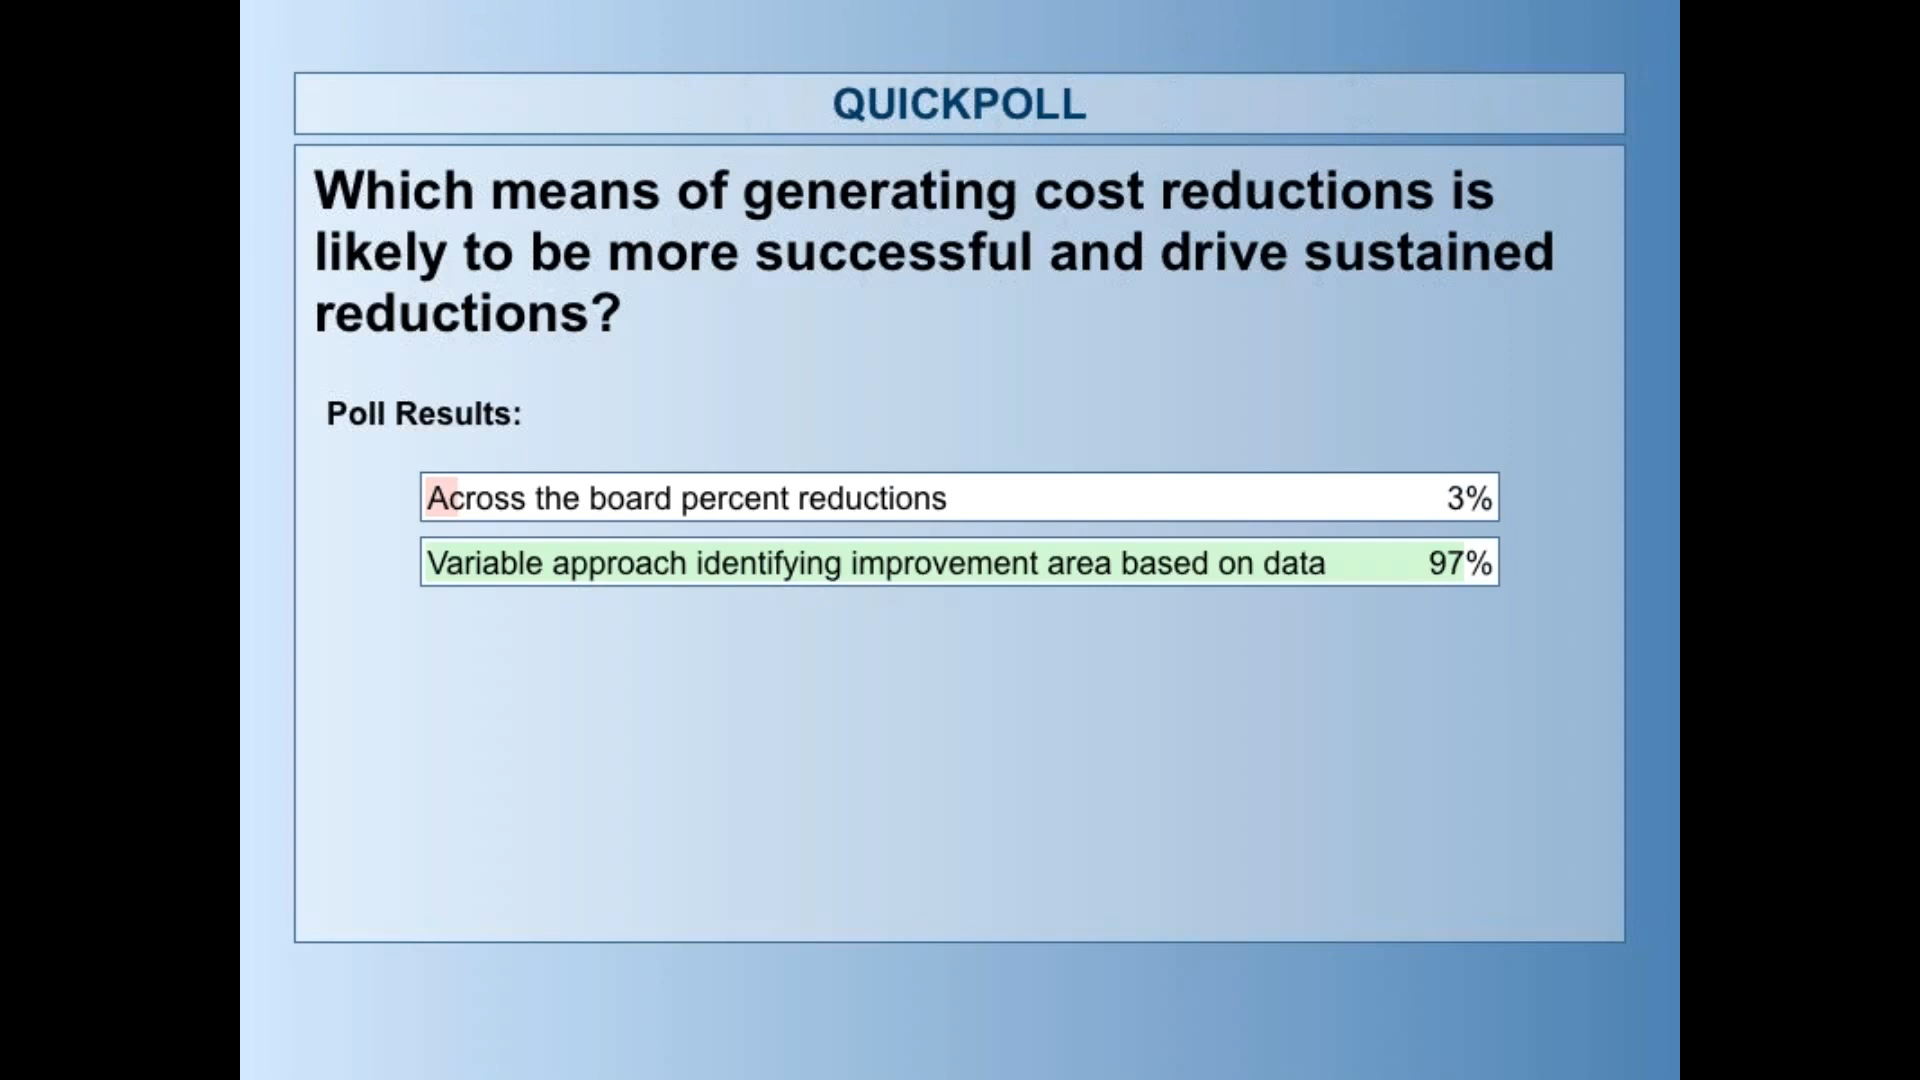 QUICKPOLL
Which means of generating cost reductions is
likely to be more successful and drive sustained
reductions?
Poll Results:
Across the board percent reductions 3%
Variable approach identifying improvement area based on data 97%